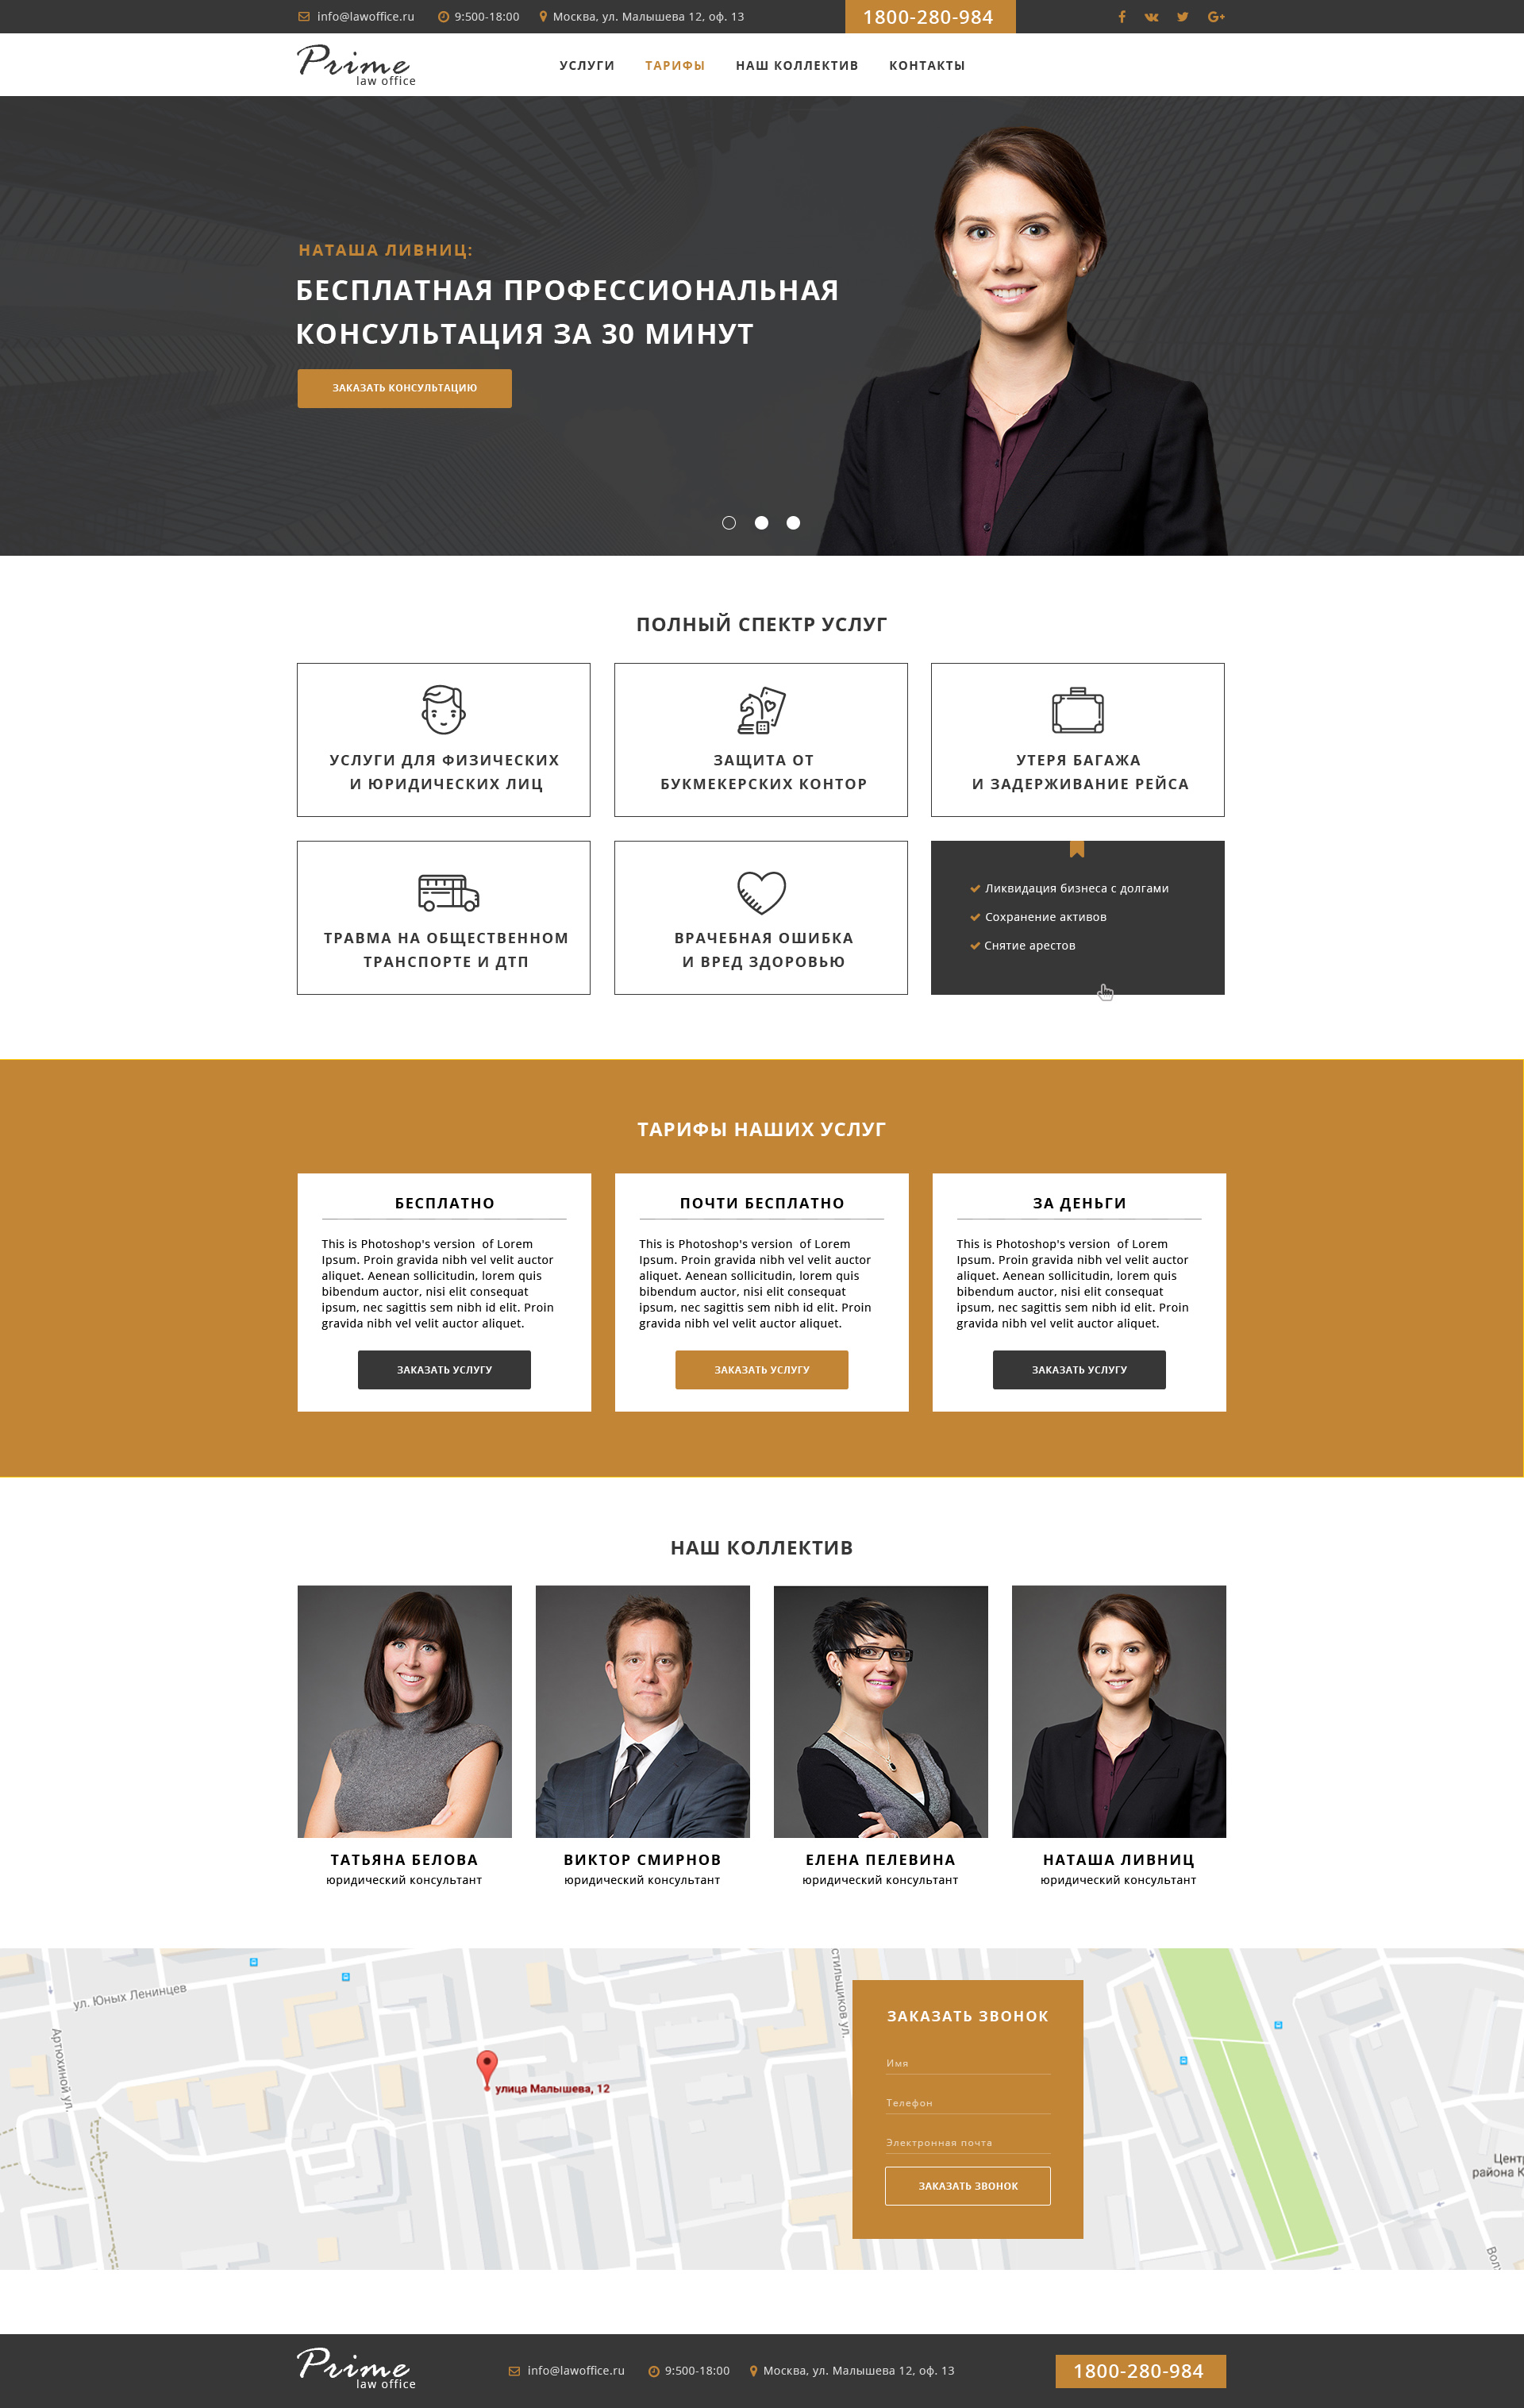 info@lawoffice.ru 9:500-18:00 Москва, ул. Малышева 12, оф. 13 1800-280-984
Prime
law office
УСЛУГИ ТАРИФЫ НАШ КОЛЛЕКТИВ КОНТАКТЫ
НАТАША ЛИВНИЦ:
БЕСПЛАТНАЯ ПРОФЕССИОНАЛЬНАЯ
КОНСУЛЬТАЦИЯ ЗА 30 МИНУТ
ЗАКАЗАТЬ КОНСУЛЬТАЦИЮ
ПОЛНЫЙ СПЕКТР УСЛУГ
УСЛУГИ ДЛЯ ФИЗИЧЕСКИХ
И ЮРИДИЧЕСКИХ ЛИЦ
ЗАЩИТА ОТ
БУКМЕКЕРСКИХ КОНТОР
УТЕРЯ БАГАЖА
И ЗАДЕРЖИВАНИЕ РЕЙСА
ТРАВМА НА ОБЩЕСТВЕННОМ
ТРАНСПОРТЕ И ДТП
ВРАЧЕБНАЯ ОШИБКА
И ВРЕД ЗДОРОВЬЮ
Ликвидация бизнеса с долгами
Сохранение активов
Снятие арестов
ТАРИФЫ НАШИХ УСЛУГ
БЕСПЛАТНО
This is Photoshop's version of Lorem
Ipsum. Proin gravida nibh vel velit auctor
aliquet. Aenean sollicitudin, lorem quis
bibendum auctor, nisi elit consequat
ipsum, nec sagittis sem nibh id elit. Proin
gravida nibh vel velit auctor aliquet.
ЗАКАЗАТЬ УСЛУГУ
ПОЧТИ БЕСПЛАТНО
This is Photoshop's version of Lorem
Ipsum. Proin gravida nibh vel velit auctor
aliquet. Aenean sollicitudin, lorem quis
bibendum auctor, nisi elit consequat
ipsum, nec sagittis sem nibh id elit. Proin
gravida nibh vel velit auctor aliquet.
ЗАКАЗАТЬ УСЛУГУ
ЗА ДЕНЬГИ
This is Photoshop's version of Lorem
Ipsum. Proin gravida nibh vel velit auctor
aliquet. Aenean sollicitudin, lorem quis
bibendum auctor, nisi elit consequat
ipsum, nec sagittis sem nibh id elit. Proin
gravida nibh vel velit auctor aliquet.
ЗАКАЗАТЬ УСЛУГУ
НАШ КОЛЛЕКТИВ
ТАТЬЯНА БЕЛОВА
юридический консультант
ВИКТОР СМИРНОВ
юридический консультант
ЕЛЕНА ПЕЛЕВИНА
юридический консультант
НАТАША ЛИВНИЦ
юридический консультант
ул. Юных Ленинцев
Артюхиной ул.
стильщиков ул.
улица Малышева, 12
ЗАКАЗАТЬ ЗВОНОК
Имя
Телефон
Электронная почта
ЗАКАЗАТЬ ЗВОНОК
Цент
района К
Вол
Prime
law office
info@lawoffice.ru 9:500-18:00 Москва, ул. Малышева 12, оф. 13 1800-280-984